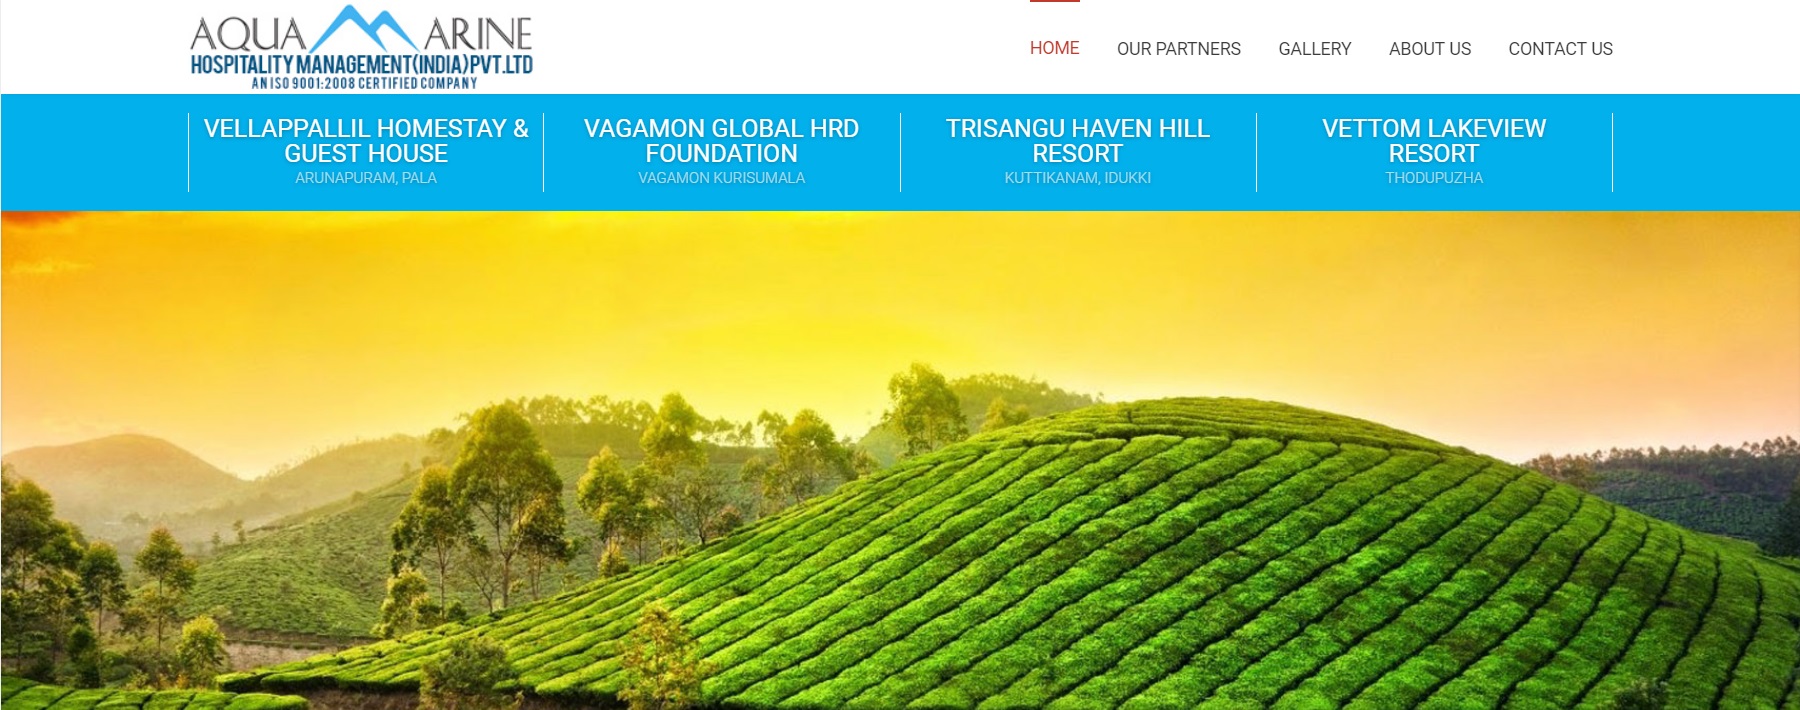 AQUA MARINE
HOSPITALITY MANAGEMENT(INDIA)PVT.LTD
AN ISO 9001:2008 CERTIFIED COMPANY
HOME
OUR PARTNERS
GALLERY
ABOUT US
CONTACT US
VELLAPPALLIL HOMESTAY &
GUEST HOUSE
ARUNAPURAM, PALA
VAGAMON GLOBAL HRD
FOUNDATION
VAGAMON KURISUMALA
TRISANGU HAVEN HILL
RESORT
KUTTIKANAM, IDUKKI
VETTOM LAKEVIEW
RESORT
THODUPUZHA